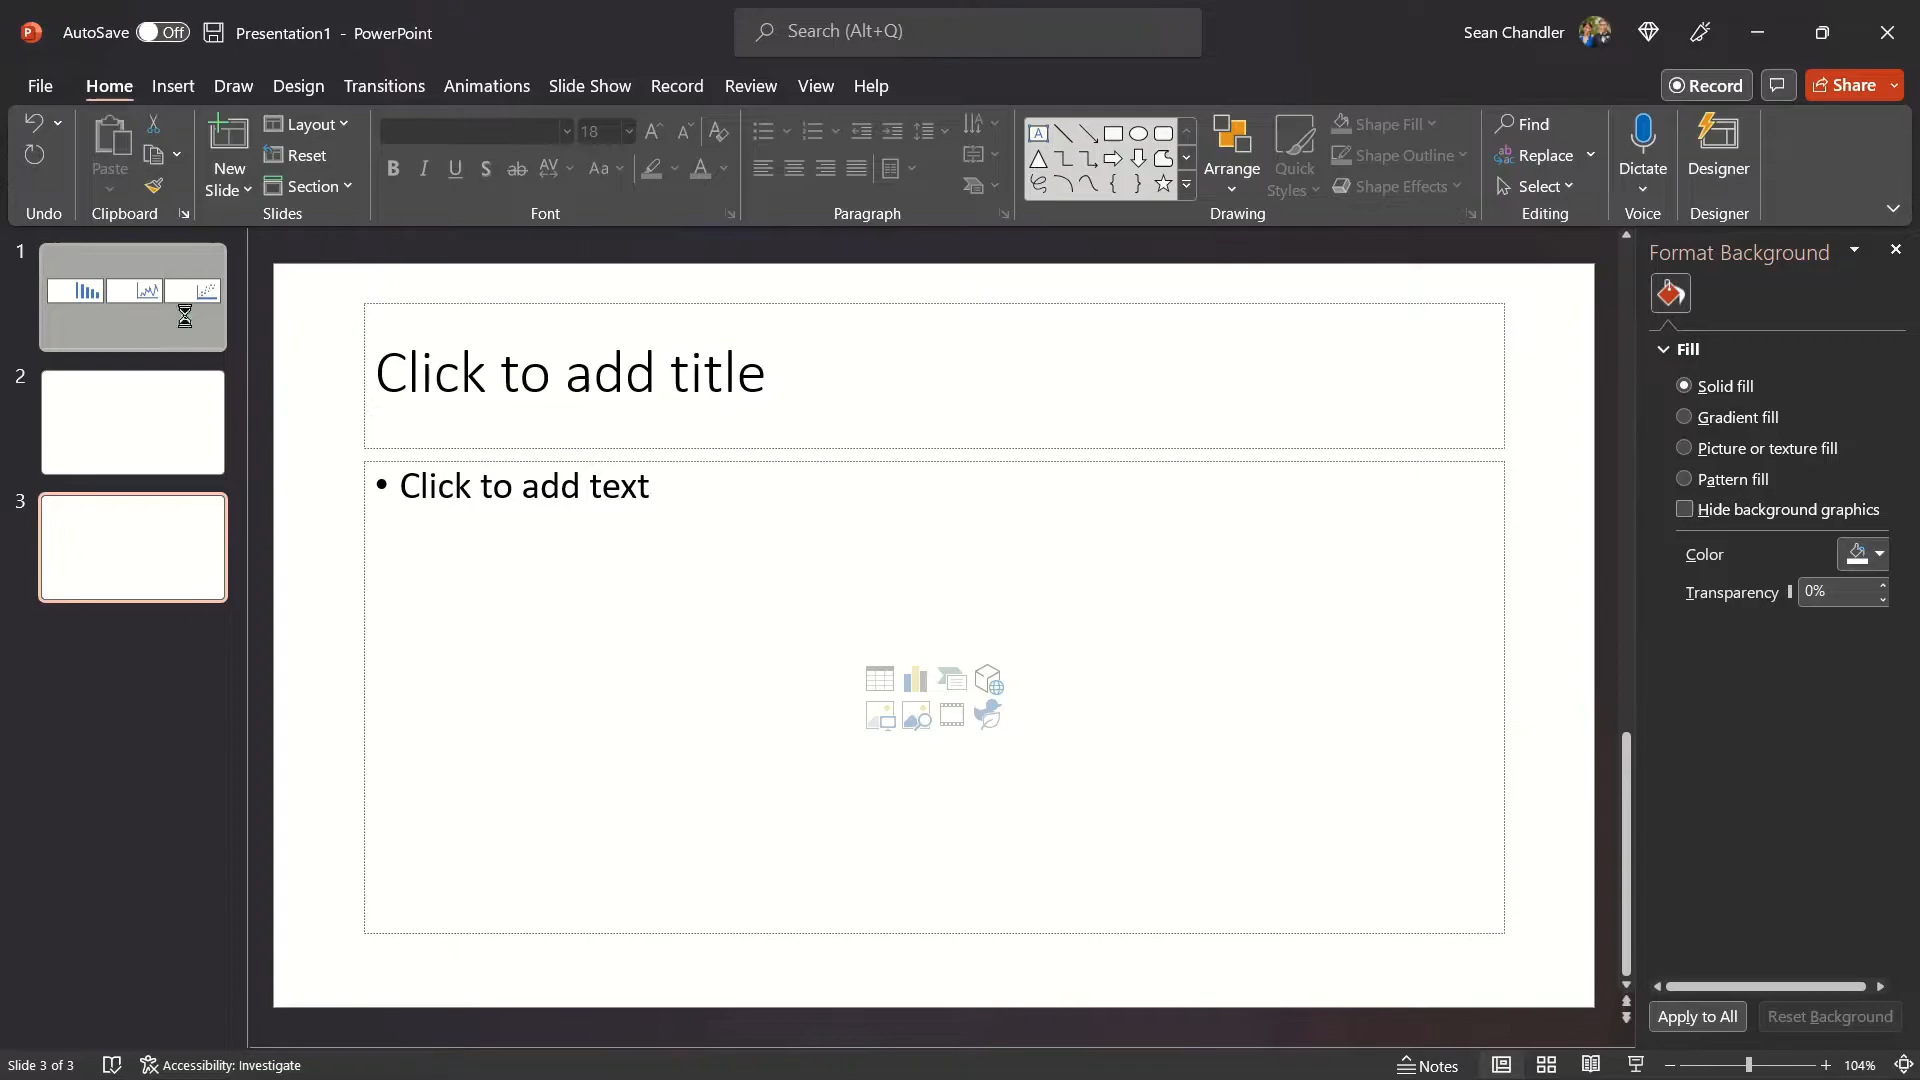 AutoSave Off Presentation1 - PowerPoint
Search (Alt+Q)
Sean Chandler
File Home Insert Draw Design Transitions Animations Slide Show Record Review View Help
Record
Share
Undo
Paste
Clipboard
New Slide
Layout
Reset
Section
Slides
18
B I U S ab AV Aa A
Font
Paragraph
Arrange
Quick Styles
Shape Fill
Shape Outline
Shape Effects
Drawing
Find
Replace
Select
Editing
Dictate
Voice
Designer
Designer
1
2
3
Click to add title
• Click to add text
Format Background
Fill
Solid fill
Gradient fill
Picture or texture fill
Pattern fill
Hide background graphics
Color
Transparency 0%
Apply to All Reset Background
Slide 3 of 3 Accessibility: Investigate Notes 104%